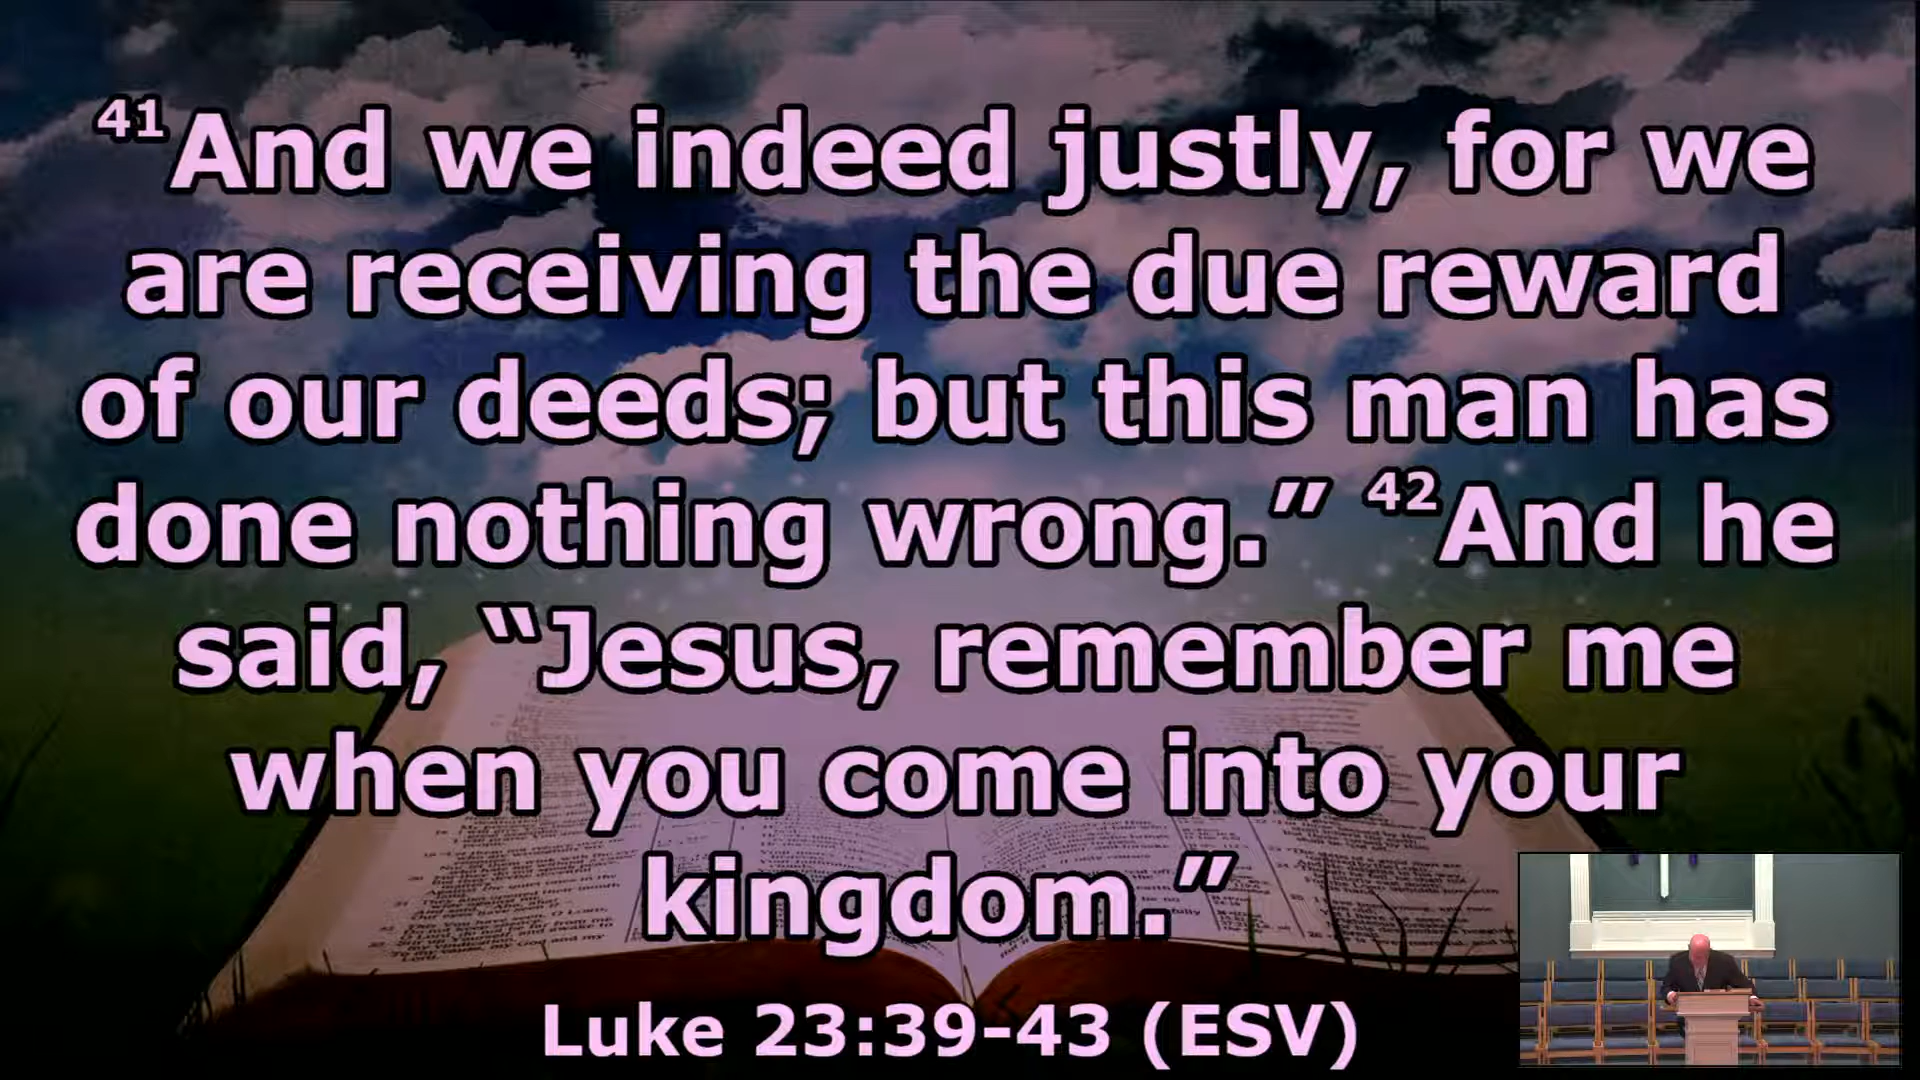 41And we indeed justly, for we
are receiving the due reward
of our deeds; but this man has
done nothing wrong.” 42And he
said, “Jesus, remember me
when you come into your
kingdom.”
Luke 23:39-43 (ESV)